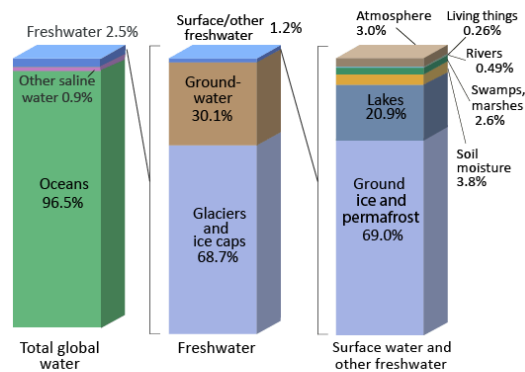 Freshwater 2.5%
Other saline
water 0.9%
Oceans
96.5%
Total global
water
Surface/other
freshwater
1.2%
Ground-
water
30.1%
Glaciers and
ice caps
68.7%
Freshwater
Atmosphere
3.0%
Living things
0.26%
Rivers
0.49%
Swamps,
marshes
2.6%
Soil
moisture
3.8%
Lakes
20.9%
Ground
ice and
permafrost
69.0%
Surface water and
other freshwater